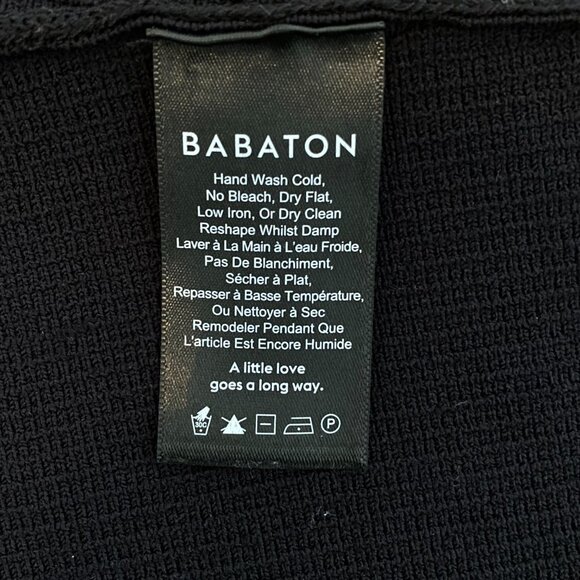 BABATON
Hand Wash Cold,
No Bleach, Dry Flat,
Low Iron, Or Dry Clean
Reshape Whilst Damp
Laver à La Main à L'eau Froide,
Pas De Blanchiment,
Sécher à Plat,
Repasser à Basse Température,
Ou Nettoyer à Sec
Remodeler Pendant Que
L'article Est Encore Humide
A little love
goes a long way.
30C P